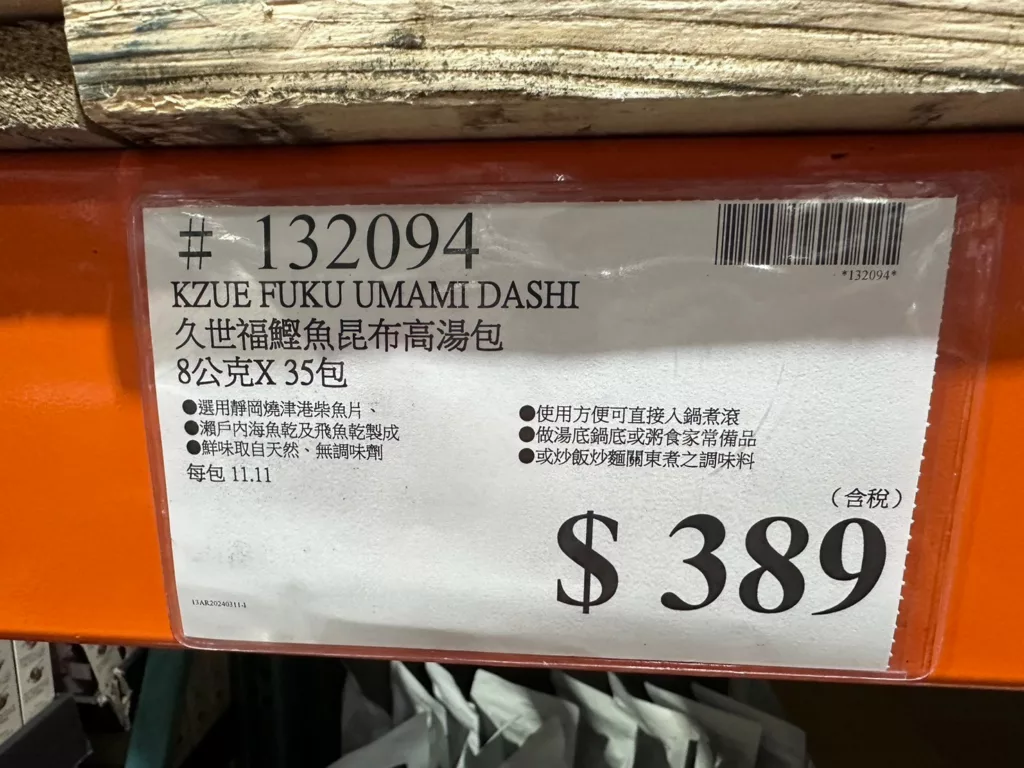 # 132094
*132094*
KZUE FUKU UMAMI DASHI
久世福鰹魚昆布高湯包
8公克X 35包
●選用靜岡燒津港柴魚片、
●瀨戶內海魚乾及飛魚乾製成
●鮮味取自天然、無調味劑
每包 11.11
●使用方便可直接入鍋煮滾
●做湯底鍋底或粥食家常備品
●或炒飯炒麵關東煮之調味料
（含稅）
$ 389
13AR20240311-1